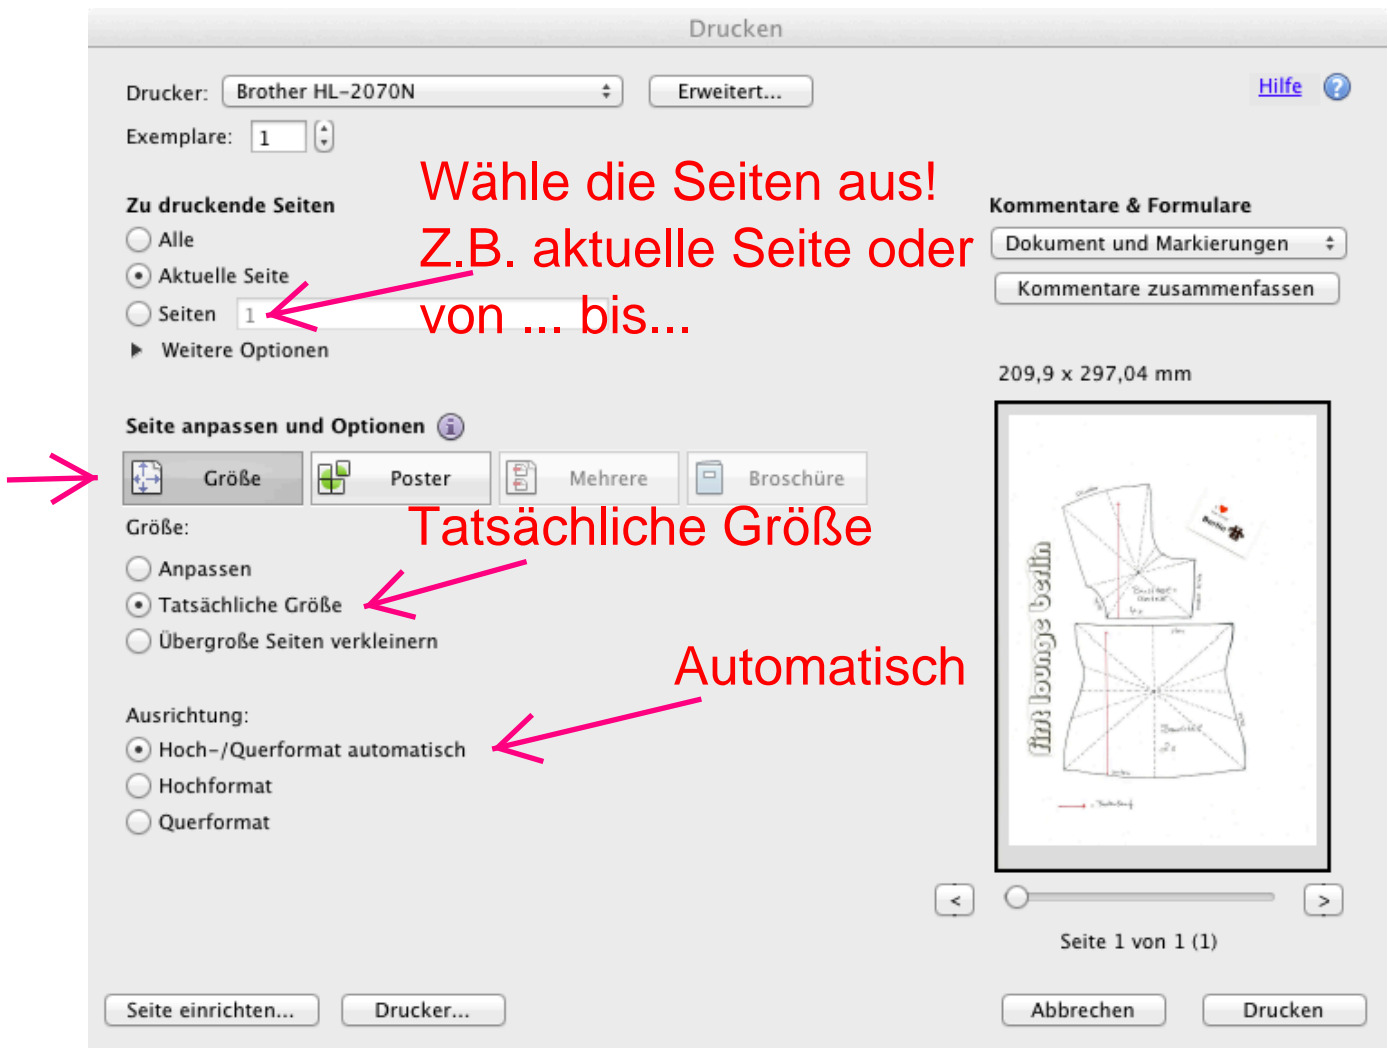 Drucken
Drucker: Brother HL-2070N Erweitert... Hilfe ?
Exemplare: 1
Wähle die Seiten aus!
Zu druckende Seiten Kommentare & Formulare
Alle Z.B. aktuelle Seite oder Dokument und Markierungen
Aktuelle Seite Kommentare zusammenfassen
Seiten 1 von ... bis...
Weitere Optionen
209,9 x 297,04 mm
Seite anpassen und Optionen i
Größe Poster Mehrere Broschüre
Größe: Tatsächliche Größe
Anpassen
Tatsächliche Größe
Übergroße Seiten verkleinern
Automatisch
Ausrichtung:
Hoch-/Querformat automatisch
Hochformat
Querformat
Berlin
fimt lounge berlin
< >
Seite 1 von 1 (1)
Seite einrichten... Drucker... Abbrechen Drucken